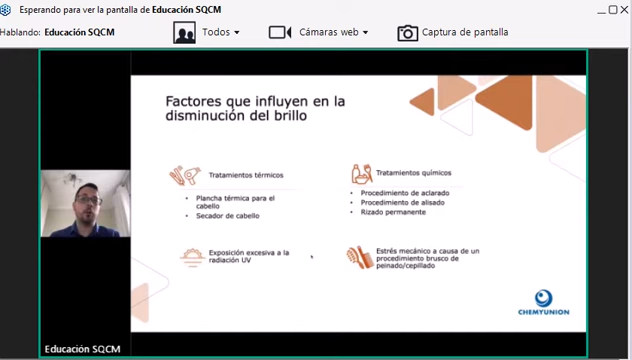 Esperando para ver la pantalla de Educación SQCM
Hablando: Educación SQCM
Todos
Cámaras web
Captura de pantalla
Factores que influyen en la
disminución del brillo
Tratamientos térmicos
• Plancha térmica para el
cabello
• Secador de cabello
Tratamientos químicos
• Procedimiento de aclarado
• Procedimiento de alisado
• Rizado permanente
Exposición excesiva a la
radiación UV
Estrés mecánico a causa de un
procedimiento brusco de
peinado/cepillado
CHEMYUNION
Educación SQCM